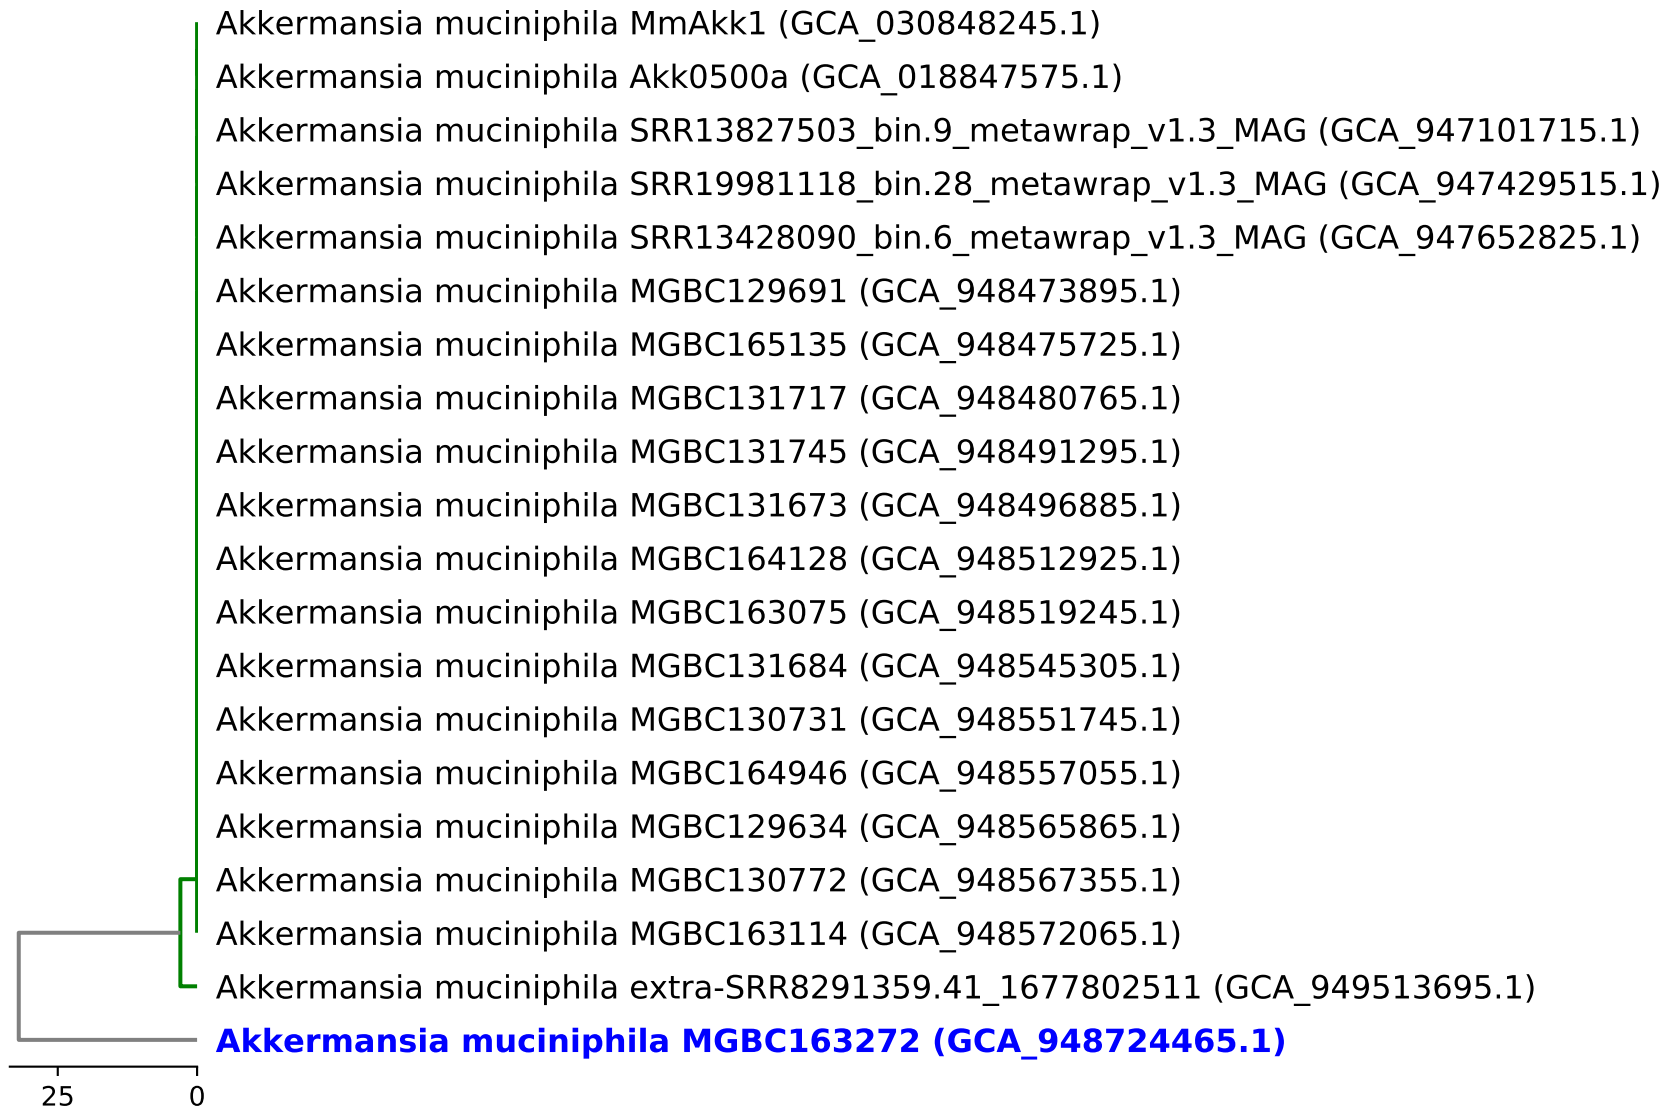 Akkermansia muciniphila MmAkk1 (GCA_030848245.1)
Akkermansia muciniphila Akk0500a (GCA_018847575.1)
Akkermansia muciniphila SRR13827503_bin.9_metawrap_v1.3_MAG (GCA_947101715.1)
Akkermansia muciniphila SRR19981118_bin.28_metawrap_v1.3_MAG (GCA_947429515.1)
Akkermansia muciniphila SRR13428090_bin.6_metawrap_v1.3_MAG (GCA_947652825.1)
Akkermansia muciniphila MGBC129691 (GCA_948473895.1)
Akkermansia muciniphila MGBC165135 (GCA_948475725.1)
Akkermansia muciniphila MGBC131717 (GCA_948480765.1)
Akkermansia muciniphila MGBC131745 (GCA_948491295.1)
Akkermansia muciniphila MGBC131673 (GCA_948496885.1)
Akkermansia muciniphila MGBC164128 (GCA_948512925.1)
Akkermansia muciniphila MGBC163075 (GCA_948519245.1)
Akkermansia muciniphila MGBC131684 (GCA_948545305.1)
Akkermansia muciniphila MGBC130731 (GCA_948551745.1)
Akkermansia muciniphila MGBC164946 (GCA_948557055.1)
Akkermansia muciniphila MGBC129634 (GCA_948565865.1)
Akkermansia muciniphila MGBC130772 (GCA_948567355.1)
Akkermansia muciniphila MGBC163114 (GCA_948572065.1)
Akkermansia muciniphila extra-SRR8291359.41_1677802511 (GCA_949513695.1)
Akkermansia muciniphila MGBC163272 (GCA_948724465.1)
25 0